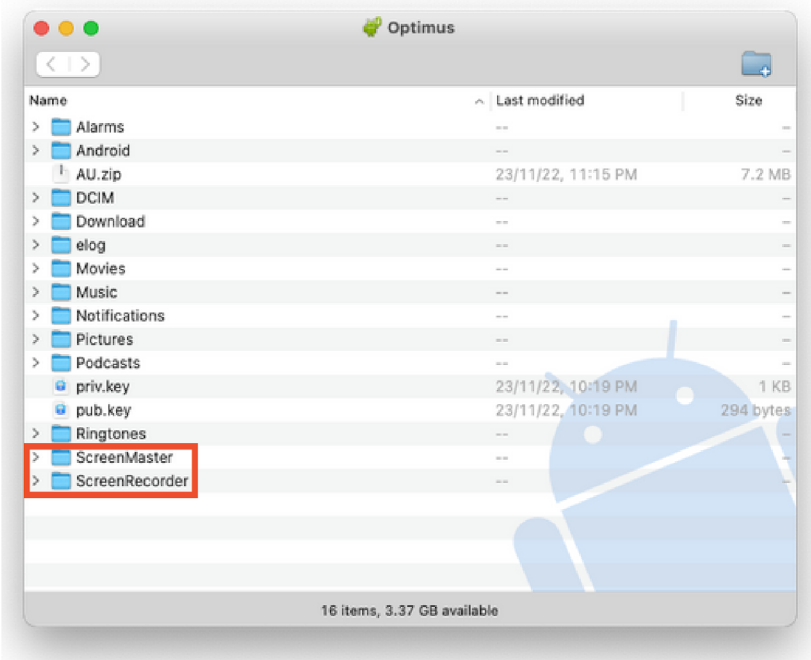 Optimus
Name Last modified Size
Alarms -- --
Android -- --
AU.zip 23/11/22, 11:15 PM 7.2 MB
DCIM -- --
Download -- --
elog -- --
Movies -- --
Music -- --
Notifications -- --
Pictures -- --
Podcasts -- --
priv.key 23/11/22, 10:19 PM 1 KB
pub.key 23/11/22, 10:19 PM 294 bytes
Ringtones -- --
ScreenMaster -- --
ScreenRecorder -- --
16 items, 3.37 GB available